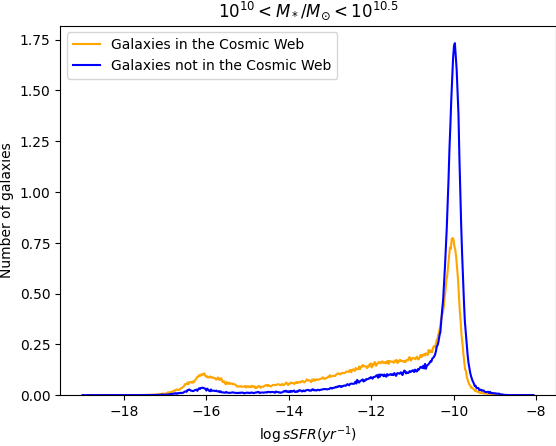 10^10 < M_*/M_⊙ < 10^10.5
Galaxies in the Cosmic Web
Galaxies not in the Cosmic Web
Number of galaxies
1.75
1.50
1.25
1.00
0.75
0.50
0.25
0.00
−18 −16 −14 −12 −10 −8
log sSFR(yr^−1)